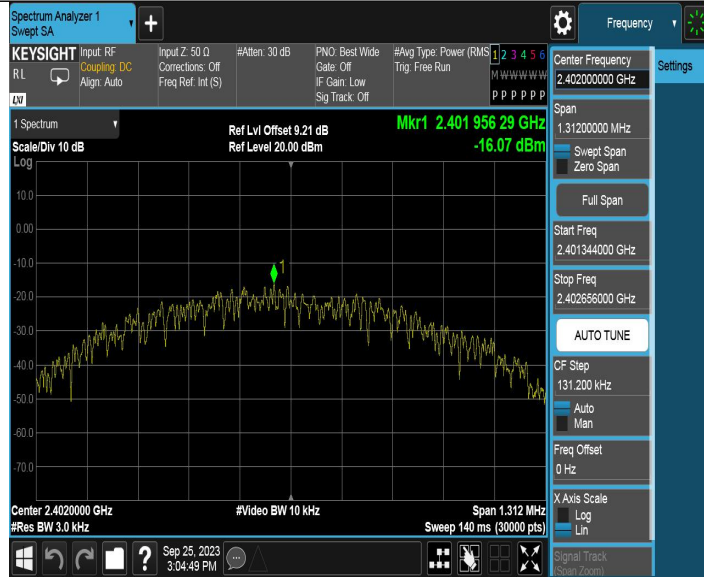 Spectrum Analyzer 1
Swept SA
Frequency
KEYSIGHT
RL
LXI
Input: RF
Coupling: DC
Align: Auto
Input Z: 50 Ω
Corrections: Off
Freq Ref: Int (S)
#Atten: 30 dB
PNO: Best Wide
Gate: Off
IF Gain: Low
Sig Track: Off
#Avg Type: Power (RMS
Trig: Free Run
1 2 3 4 5 6
M W W W W W
P P P P P P
Center Frequency
2.402000000 GHz
Settings
Span
1.31200000 MHz
Swept Span
Zero Span
Full Span
Start Freq
2.401344000 GHz
Stop Freq
2.402656000 GHz
AUTO TUNE
CF Step
131.200 kHz
Auto
Man
Freq Offset
0 Hz
X Axis Scale
Log
Lin
Signal Track
(Span Zoom)
1 Spectrum
Scale/Div 10 dB
Log
Ref Lvl Offset 9.21 dB
Ref Level 20.00 dBm
Mkr1 2.401 956 29 GHz
-16.07 dBm
10.0
0.00
-10.0
-20.0
-30.0
-40.0
-50.0
-60.0
-70.0
1
Center 2.4020000 GHz
#Res BW 3.0 kHz
#Video BW 10 kHz
Span 1.312 MHz
Sweep 140 ms (30000 pts)
?
Sep 25, 2023
3:04:49 PM